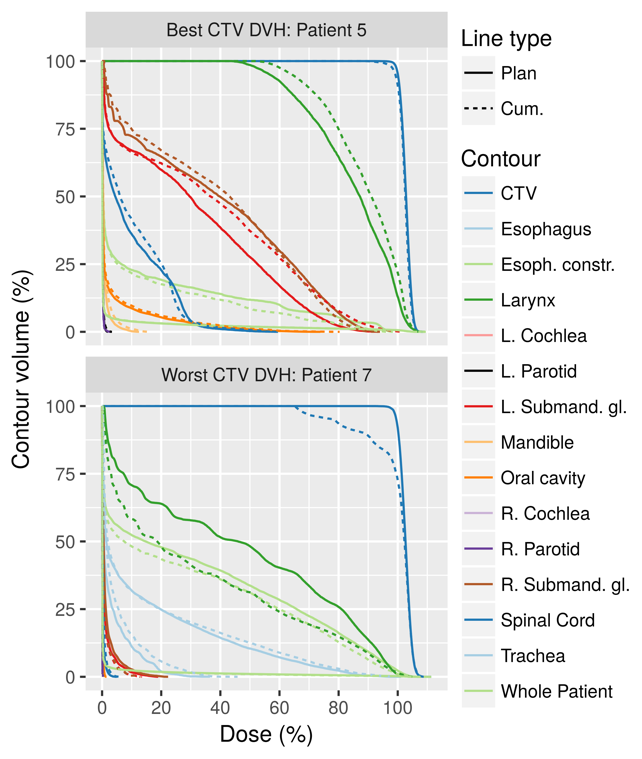 Best CTV DVH: Patient 5
100
75
50
25
0
Worst CTV DVH: Patient 7
100
75
50
25
0
0 20 40 60 80 100
Dose (%)
Contour volume (%)
Line type
Plan
Cum.
Contour
CTV
Esophagus
Esoph. constr.
Larynx
L. Cochlea
L. Parotid
L. Submand. gl.
Mandible
Oral cavity
R. Cochlea
R. Parotid
R. Submand. gl.
Spinal Cord
Trachea
Whole Patient